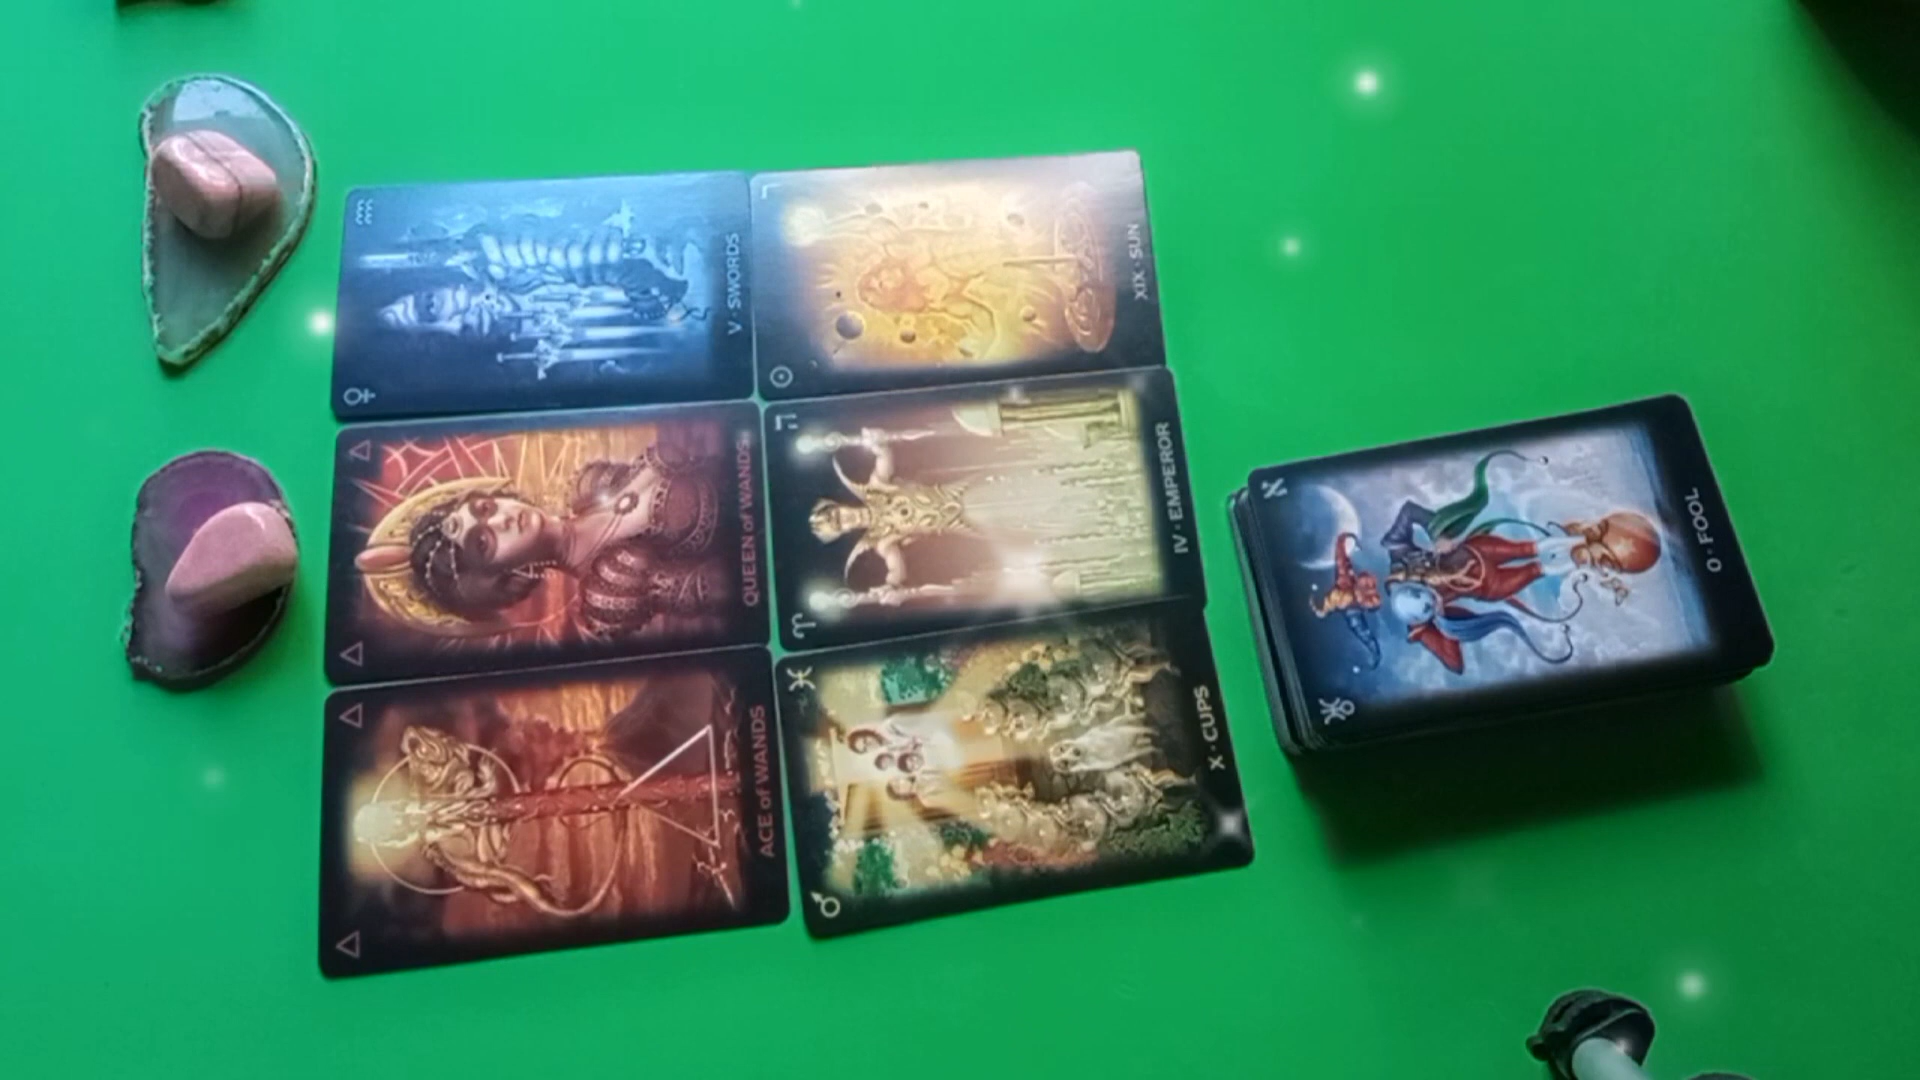 V · SWORDS
XIX · SUN
QUEEN of WANDS
IV · EMPEROR
ACE of WANDS
X · CUPS
0 · FOOL